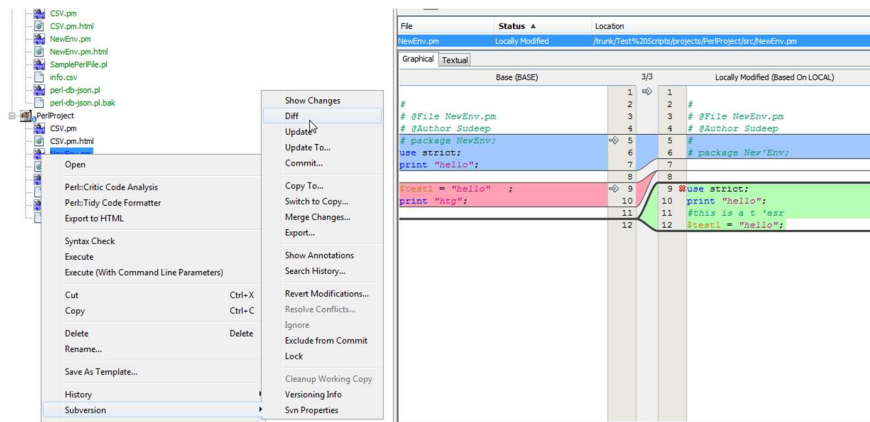 CSV.pm
CSV.pm.html
NewEnv.pm
NewEnv.pm.html
SamplePerlFile.pl
info.csv
perl-db-json.pl
perl-db-json.pl.bak
PerlProject
CSV.pm
CSV.pm.html
Open
Perl::Critic Code Analysis
Perl::Tidy Code Formatter
Export to HTML
Syntax Check
Execute
Execute (With Command Line Parameters)
Cut Ctrl+X
Copy Ctrl+C
Delete Delete
Rename...
Save As Template...
History
Subversion
Show Changes
Diff
Update
Update To...
Commit...
Copy To...
Switch to Copy...
Merge Changes...
Export...
Show Annotations
Search History...
Revert Modifications...
Resolve Conflicts...
Ignore
Exclude from Commit
Lock
Cleanup Working Copy
Versioning Info
Svn Properties
File Status Location
NewEnv.pm Locally Modified /trunk/Test%20Scripts/projects/PerlProject/src/NewEnv.pm
Graphical Textual
Base (BASE) 3/3 Locally Modified (Based On LOCAL)
1 1
# 2 2 #
# @File NewEnv.pm 3 3 # @File NewEnv.pm
# @Author Sudeep 4 4 # @Author Sudeep
# package NewEnv; 5 5 #
use strict; 6 6 # package New'Env;
print "hello"; 7 7
8 8
$test1 = "hello" ; 9 9 use strict;
print "htg"; 10 10 print "hello";
11 11 #this is a t 'esr
12 12 $test1 = "hello";